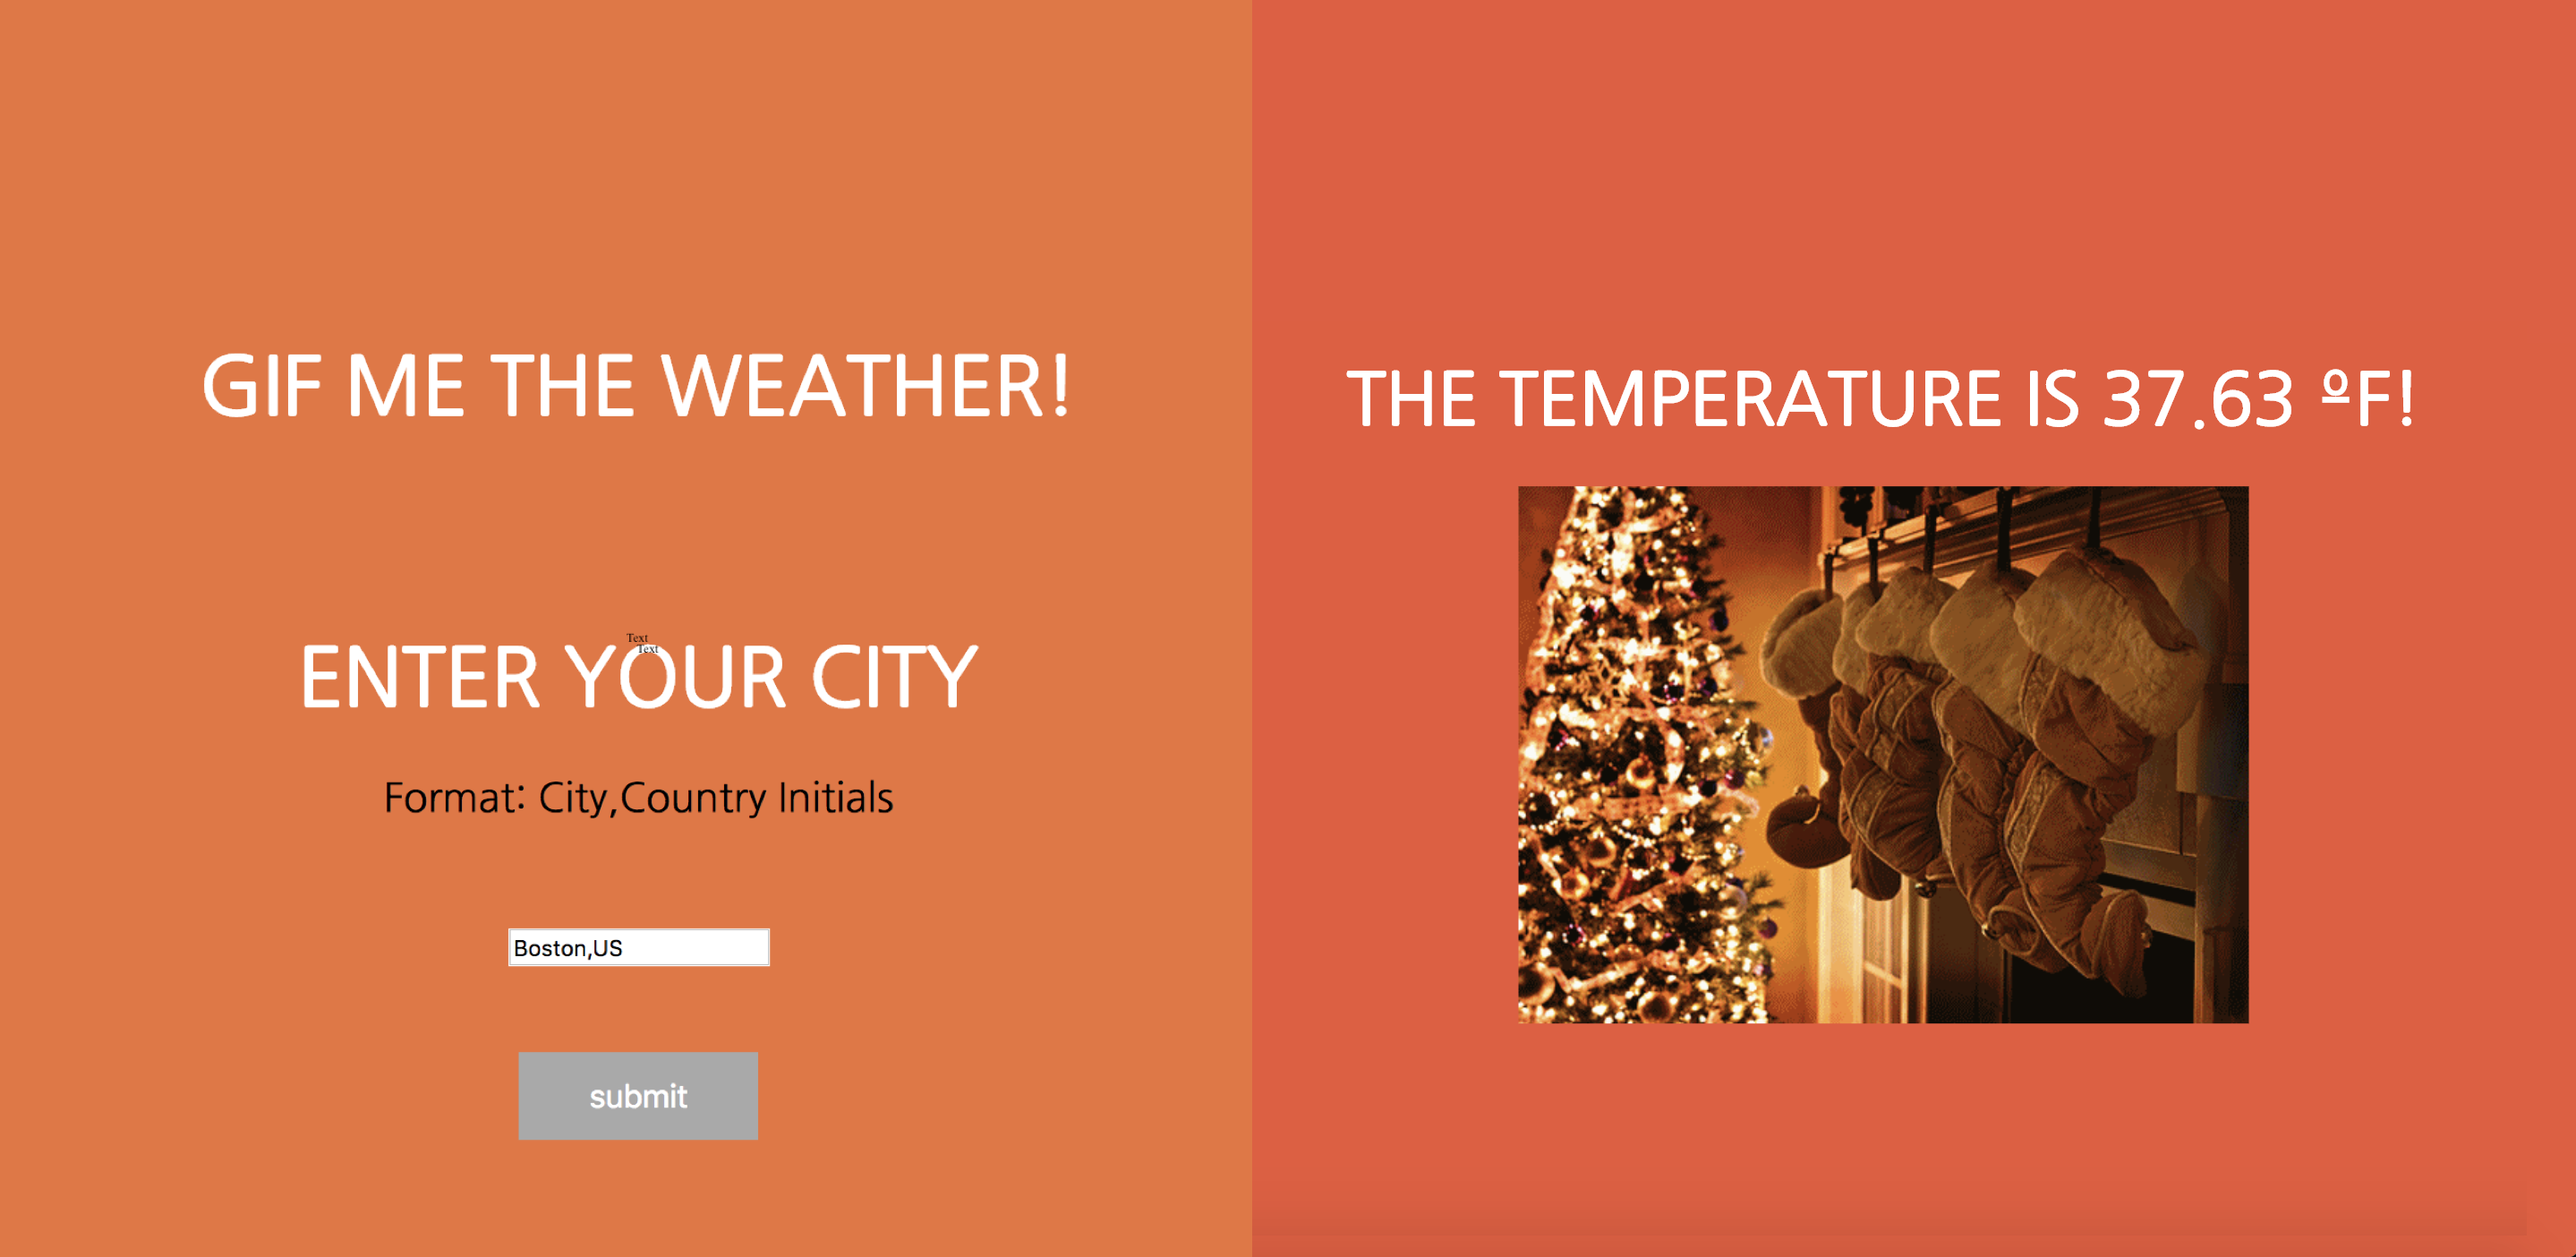 GIF ME THE WEATHER!
Text
Text
ENTER YOUR CITY
Format: City,Country Initials
Boston,US
submit
THE TEMPERATURE IS 37.63 ºF!